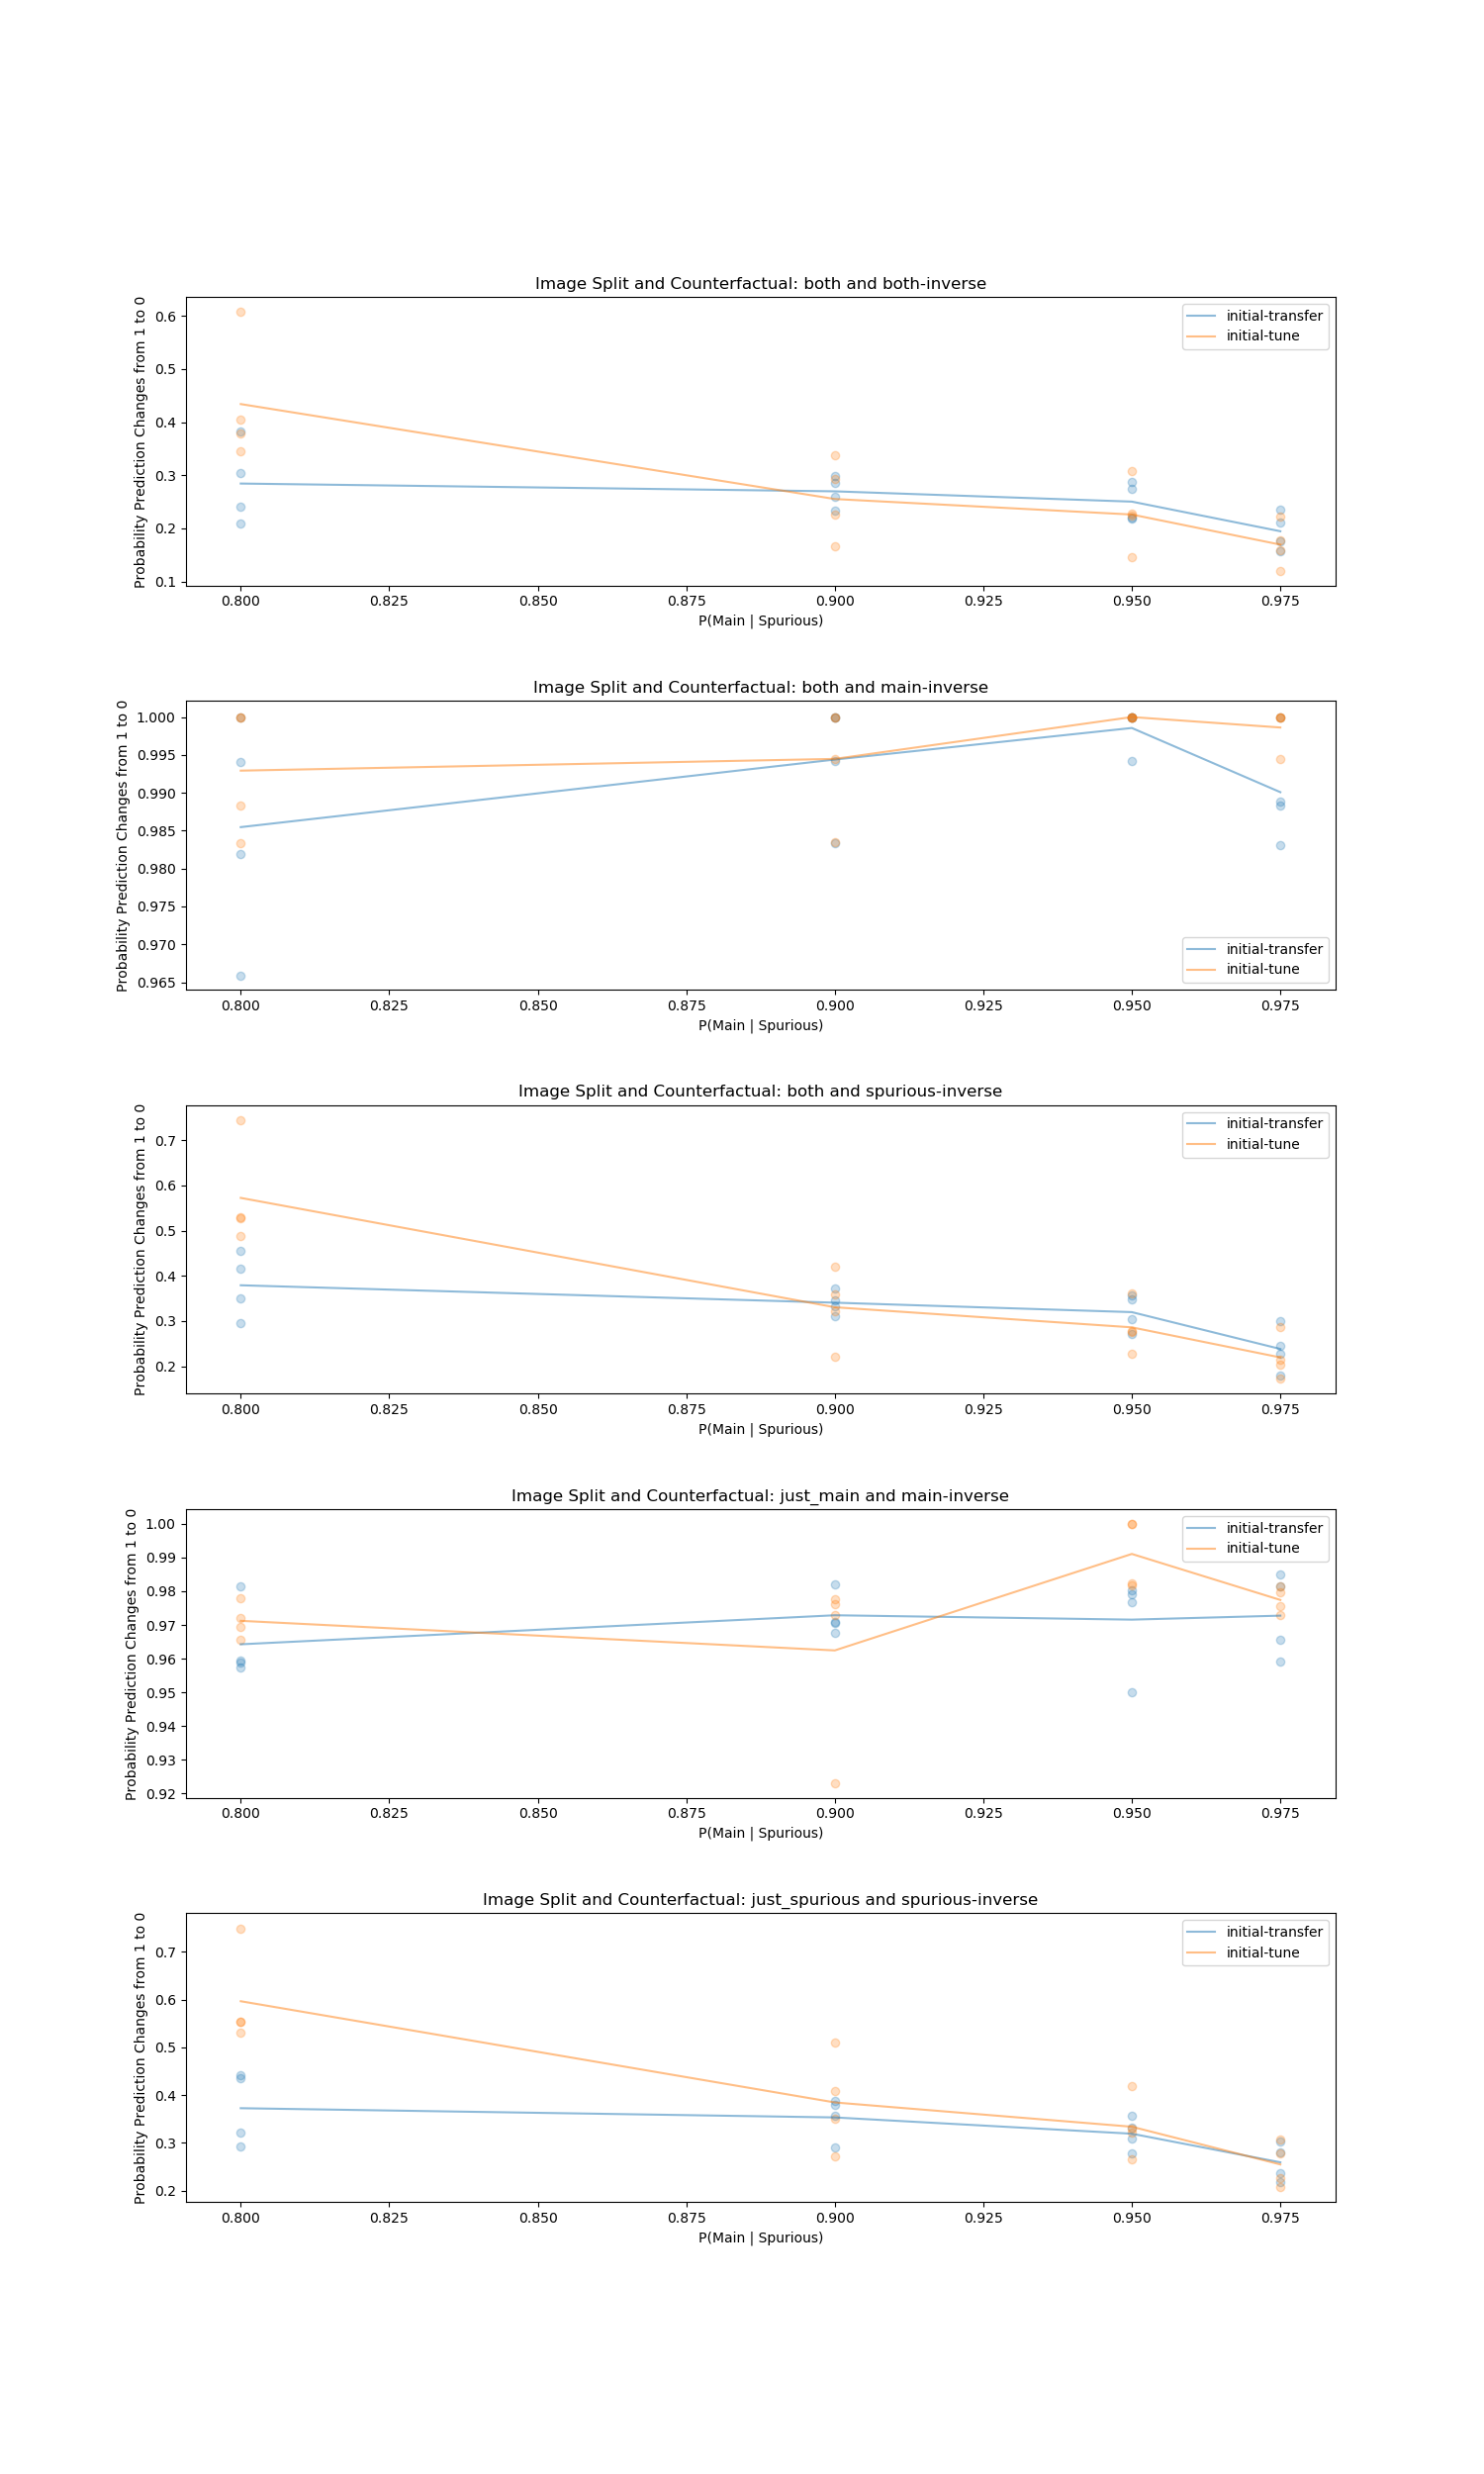 Image Split and Counterfactual: both and both-inverse
Probability Prediction Changes from 1 to 0
0.6
0.5
0.4
0.3
0.2
0.1
initial-transfer
initial-tune
0.800 0.825 0.850 0.875 0.900 0.925 0.950 0.975
P(Main | Spurious)
Image Split and Counterfactual: both and main-inverse
Probability Prediction Changes from 1 to 0
1.000
0.995
0.990
0.985
0.980
0.975
0.970
0.965
initial-transfer
initial-tune
0.800 0.825 0.850 0.875 0.900 0.925 0.950 0.975
P(Main | Spurious)
Image Split and Counterfactual: both and spurious-inverse
Probability Prediction Changes from 1 to 0
0.7
0.6
0.5
0.4
0.3
0.2
initial-transfer
initial-tune
0.800 0.825 0.850 0.875 0.900 0.925 0.950 0.975
P(Main | Spurious)
Image Split and Counterfactual: just_main and main-inverse
Probability Prediction Changes from 1 to 0
1.00
0.99
0.98
0.97
0.96
0.95
0.94
0.93
0.92
initial-transfer
initial-tune
0.800 0.825 0.850 0.875 0.900 0.925 0.950 0.975
P(Main | Spurious)
Image Split and Counterfactual: just_spurious and spurious-inverse
Probability Prediction Changes from 1 to 0
0.7
0.6
0.5
0.4
0.3
0.2
initial-transfer
initial-tune
0.800 0.825 0.850 0.875 0.900 0.925 0.950 0.975
P(Main | Spurious)